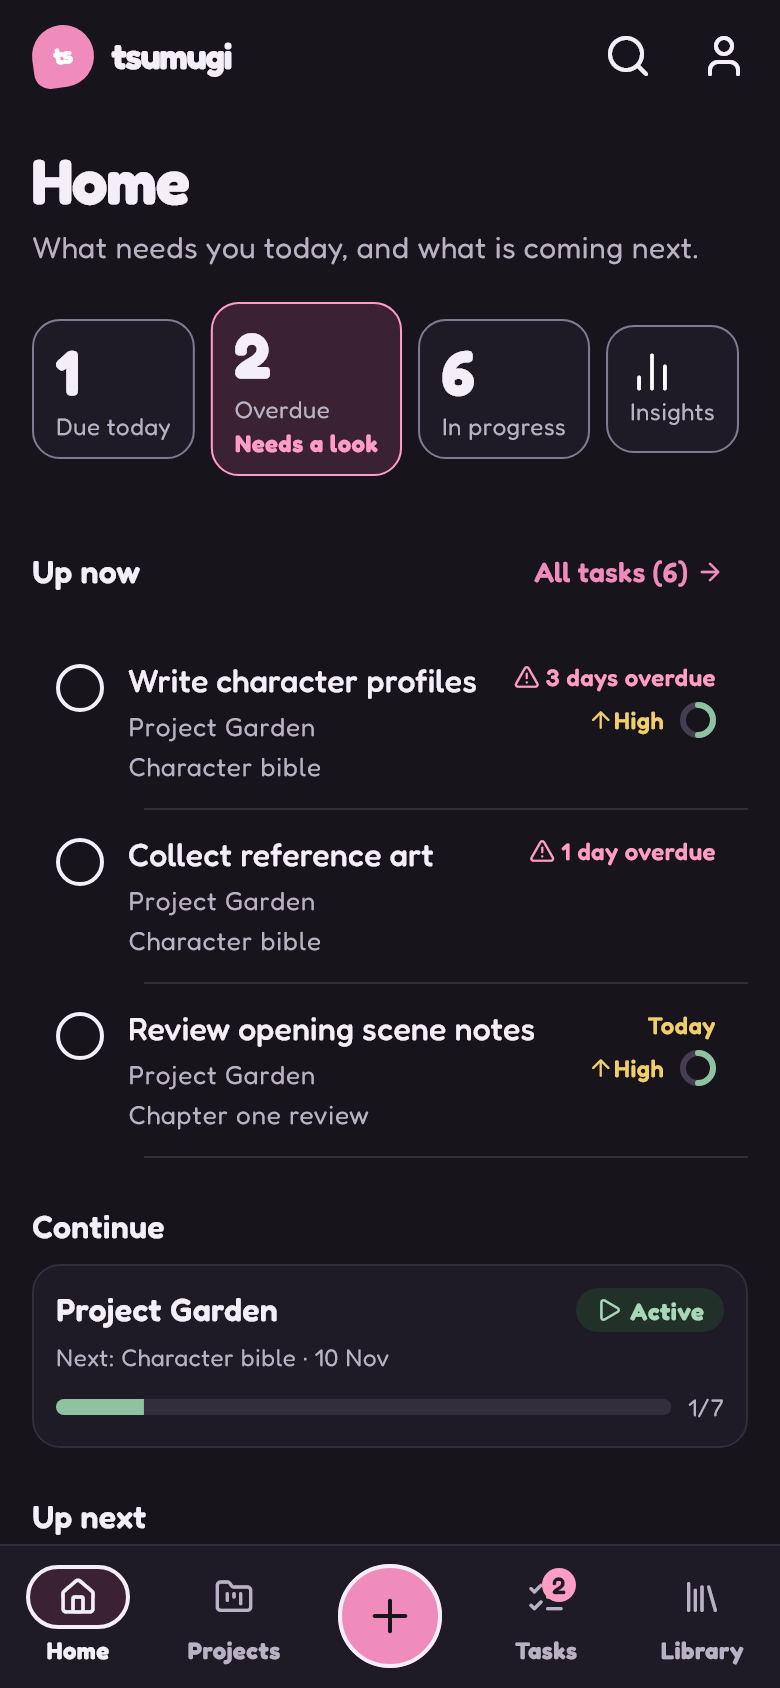 ts tsumugi
Home
What needs you today, and what is coming next.
1
Due today
2
Overdue
Needs a look
6
In progress
Insights
Up now
All tasks (6) →
Write character profiles
3 days overdue
Project Garden
↑High
Character bible
Collect reference art
1 day overdue
Project Garden
Character bible
Review opening scene notes
Today
Project Garden
↑High
Chapter one review
Continue
Project Garden
Active
Next: Character bible · 10 Nov
1/7
Up next
2
Home
Projects
Tasks
Library